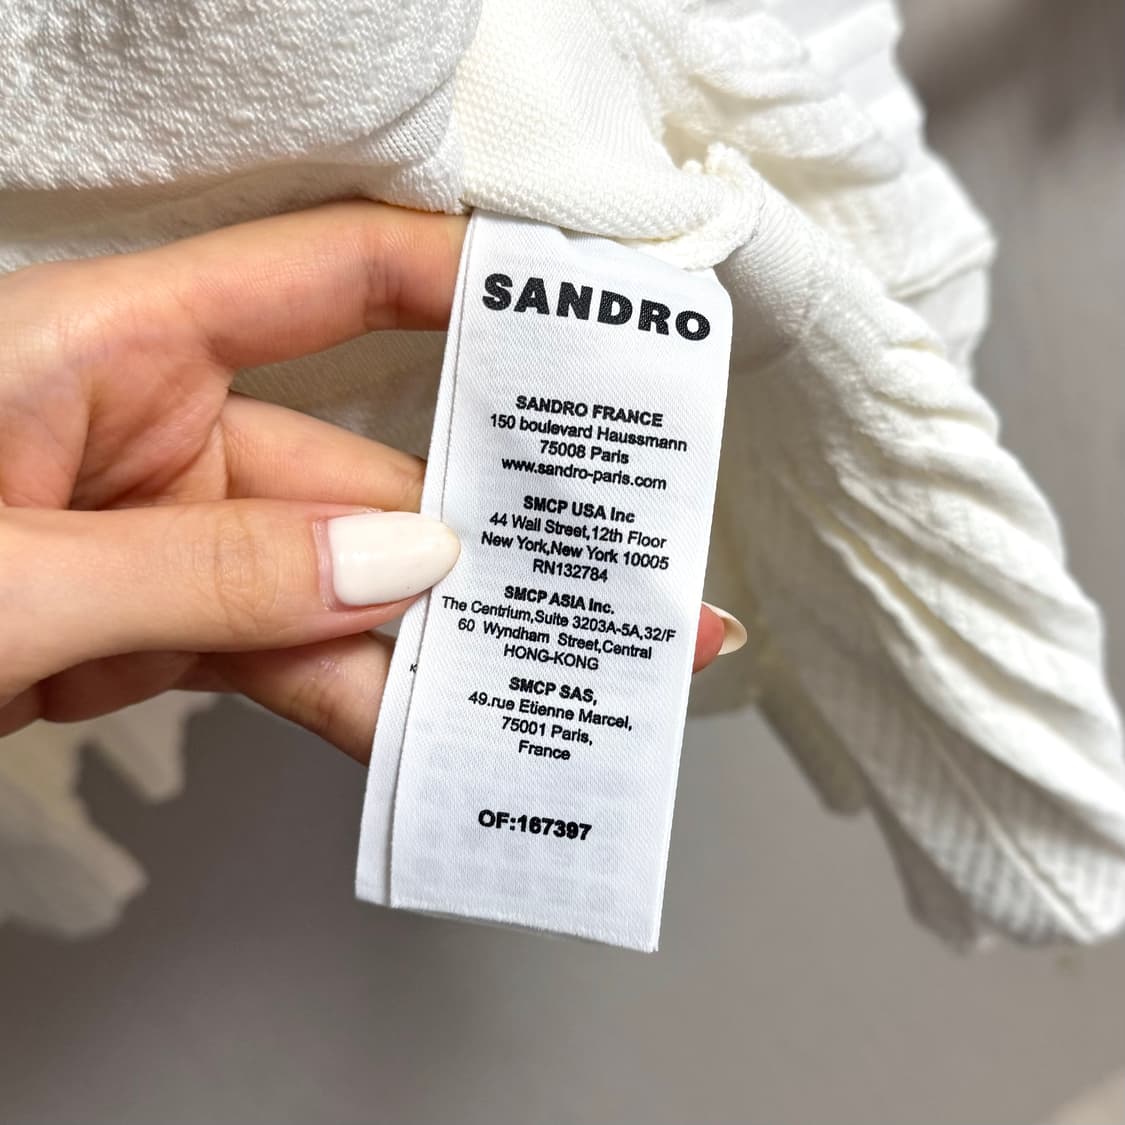 SANDRO
SANDRO FRANCE
150 boulevard Haussmann
75008 Paris
www.sandro-paris.com
SMCP USA Inc
44 Wall Street,12th Floor
New York,New York 10005
RN132784
SMCP ASIA Inc.
The Centrium,Suite 3203A-5A,32/F
60 Wyndham Street,Central
HONG-KONG
SMCP SAS,
49.rue Etienne Marcel,
75001 Paris,
France
OF:167397